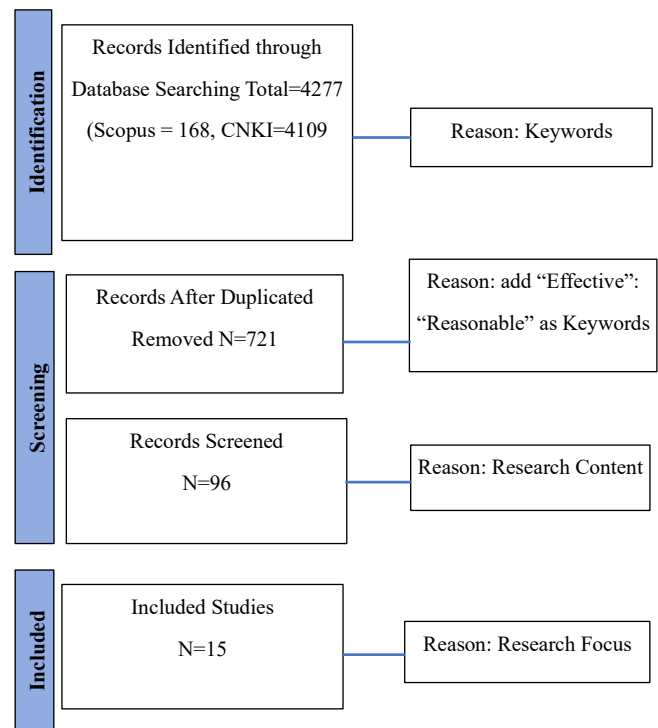 Identification
Records Identified through
Database Searching Total=4277
(Scopus = 168, CNKI=4109
Reason: Keywords
Screening
Records After Duplicated
Removed N=721
Reason: add “Effective”:
“Reasonable” as Keywords
Records Screened
N=96
Reason: Research Content
Included
Included Studies
N=15
Reason: Research Focus